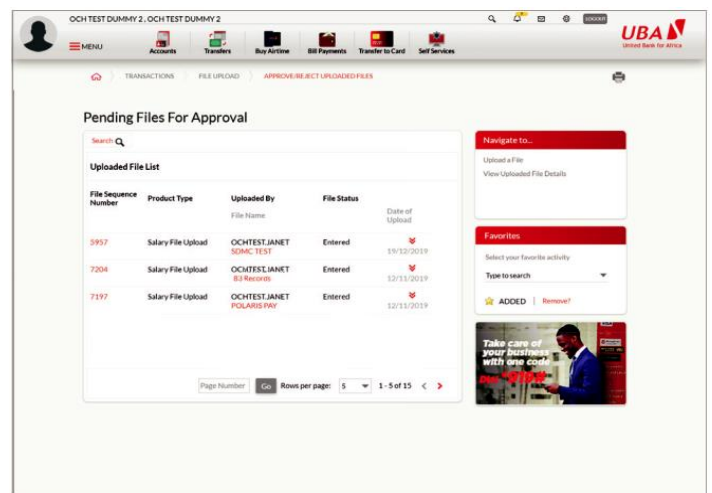 OCH TEST DUMMY 2 . OCH TEST DUMMY 2
LOGOUT
UBA
United Bank for Africa
MENU
Accounts Transfers Buy Airtime Bill Payments Transfer to Card Self Services
TRANSACTIONS FILE UPLOAD APPROVE/REJECT UPLOADED FILES
Pending Files For Approval
Search
Uploaded File List
File Sequence Number Product Type Uploaded By File Status
File Name Date of Upload
5957 Salary File Upload OCHTEST.JANET Entered
SDMC TEST 19/12/2019
7204 Salary File Upload OCHTEST.JANET Entered
83 Records 12/11/2019
7197 Salary File Upload OCHTEST.JANET Entered
POLARIS PAY 12/11/2019
Page Number Go Rows per page: 5 1 - 5 of 15
Navigate to...
Upload a File
View Uploaded File Details
Favorites
Select your favorite activity
Type to search
ADDED Remove?
Take care of
your business
with one code
Dial *919#